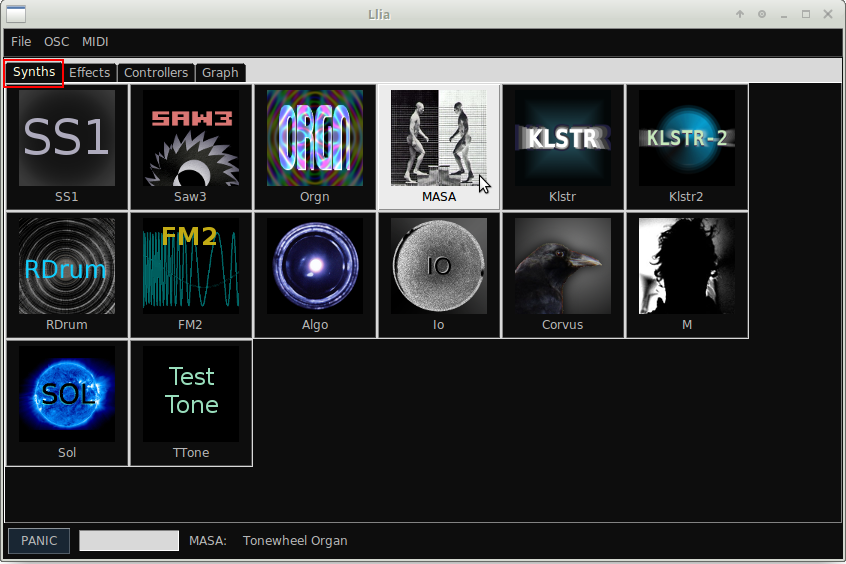 Llia
File OSC MIDI
Synths Effects Controllers Graph
SS1 SAW3 ORGN KLSTR KLSTR-2
SS1 Saw3 Orgn MASA Klstr Klstr2
RDrum FM2 IO
RDrum FM2 Algo Io Corvus M
SOL Test
Tone
Sol TTone
PANIC MASA: Tonewheel Organ